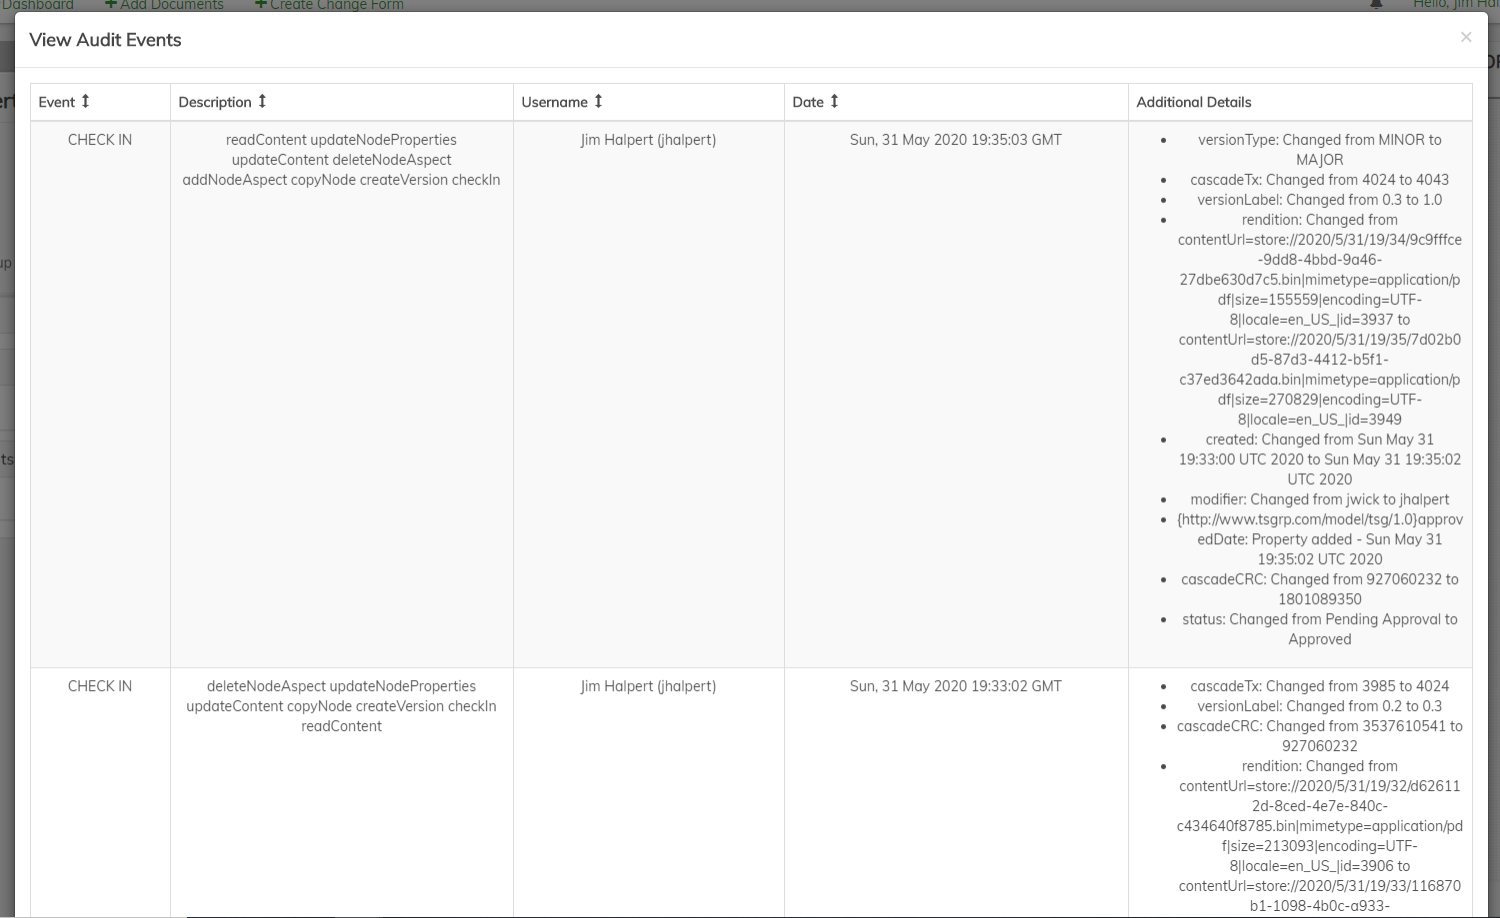 Dashboard + Add Documents + Create Change Form Hello, Jim Hal
View Audit Events ×
Event Description Username Date Additional Details
CHECK IN
readContent updateNodeProperties
updateContent deleteNodeAspect
addNodeAspect copyNode createVersion checkIn
Jim Halpert (jhalpert)
Sun, 31 May 2020 19:35:03 GMT
• versionType: Changed from MINOR to
MAJOR
• cascadeTx: Changed from 4024 to 4043
• versionLabel: Changed from 0.3 to 1.0
• rendition: Changed from
contentUrl=store://2020/5/31/19/34/9c9fffce
-9dd8-4bbd-9a46-
27dbe630d7c5.bin|mimetype=application/p
df|size=155559|encoding=UTF-
8|locale=en_US_|id=3937 to
contentUrl=store://2020/5/31/19/35/7d02b0
d5-87d3-4412-b5f1-
c37ed3642ada.bin|mimetype=application/p
df|size=270829|encoding=UTF-
8|locale=en_US_|id=3949
• created: Changed from Sun May 31
19:33:00 UTC 2020 to Sun May 31 19:35:02
UTC 2020
• modifier: Changed from jwick to jhalpert
• {http://www.tsgrp.com/model/tsg/1.0}approv
edDate: Property added - Sun May 31
19:35:02 UTC 2020
• cascadeCRC: Changed from 927060232 to
1801089350
• status: Changed from Pending Approval to
Approved
CHECK IN
deleteNodeAspect updateNodeProperties
updateContent copyNode createVersion checkIn
readContent
Jim Halpert (jhalpert)
Sun, 31 May 2020 19:33:02 GMT
• cascadeTx: Changed from 3985 to 4024
• versionLabel: Changed from 0.2 to 0.3
• cascadeCRC: Changed from 3537610541 to
927060232
• rendition: Changed from
contentUrl=store://2020/5/31/19/32/d62611
2d-8ced-4e7e-840c-
c434640f8785.bin|mimetype=application/pd
f|size=213093|encoding=UTF-
8|locale=en_US_|id=3906 to
contentUrl=store://2020/5/31/19/33/116870
b1-1098-4b0c-a933-